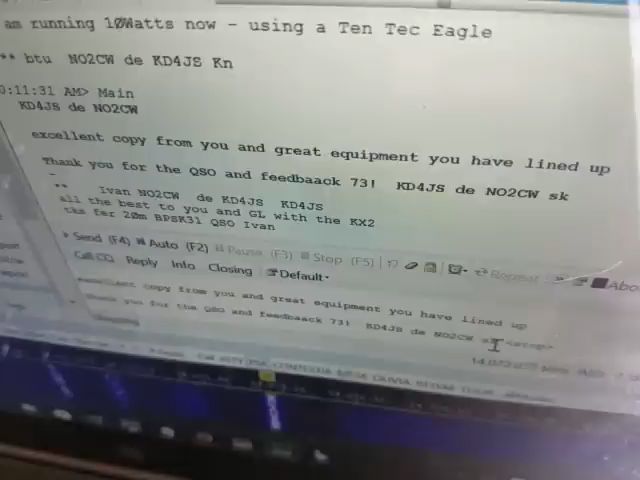 am running 10Watts now - using a Ten Tec Eagle
** btu NO2CW de KD4JS Kn
0:11:31 AM> Main
KD4JS de NO2CW
excellent copy from you and great equipment you have lined up
Thank you for the QSO and feedbaack 73! KD4JS de NO2CW sk
-
** Ivan NO2CW de KD4JS KD4JS
all the best to you and GL with the KX2
tks fer 20m BPSK31 QSO Ivan
Send (F4) Auto (F2) Pause (F3) Stop (F5) Repeat
Call CQ Reply Info Closing Default
excellent copy from you and great equipment you have lined up
Thank you for the QSO and feedbaack 73! KD4JS de NO2CW